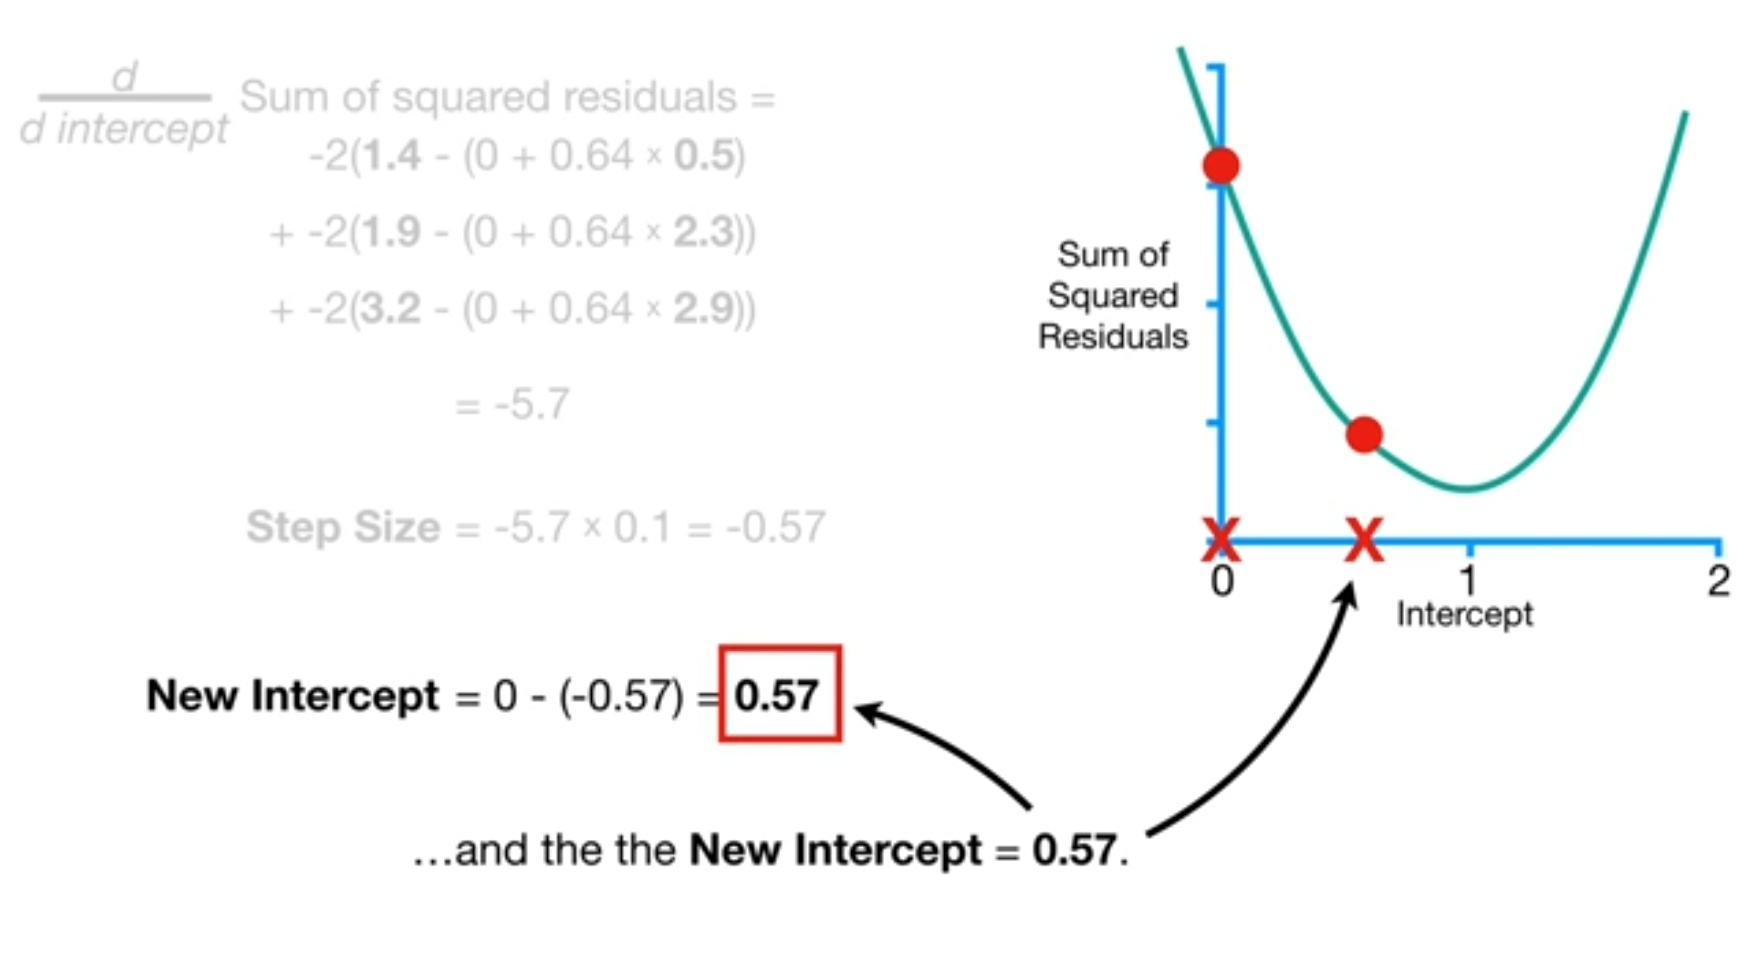 d
d intercept
Sum of squared residuals =
-2(1.4 - (0 + 0.64 × 0.5)
+ -2(1.9 - (0 + 0.64 × 2.3))
+ -2(3.2 - (0 + 0.64 × 2.9))
= -5.7
Step Size = -5.7 × 0.1 = -0.57
New Intercept = 0 - (-0.57) = 0.57
...and the the New Intercept = 0.57.
Sum of
Squared
Residuals
X X
0 1 2
Intercept